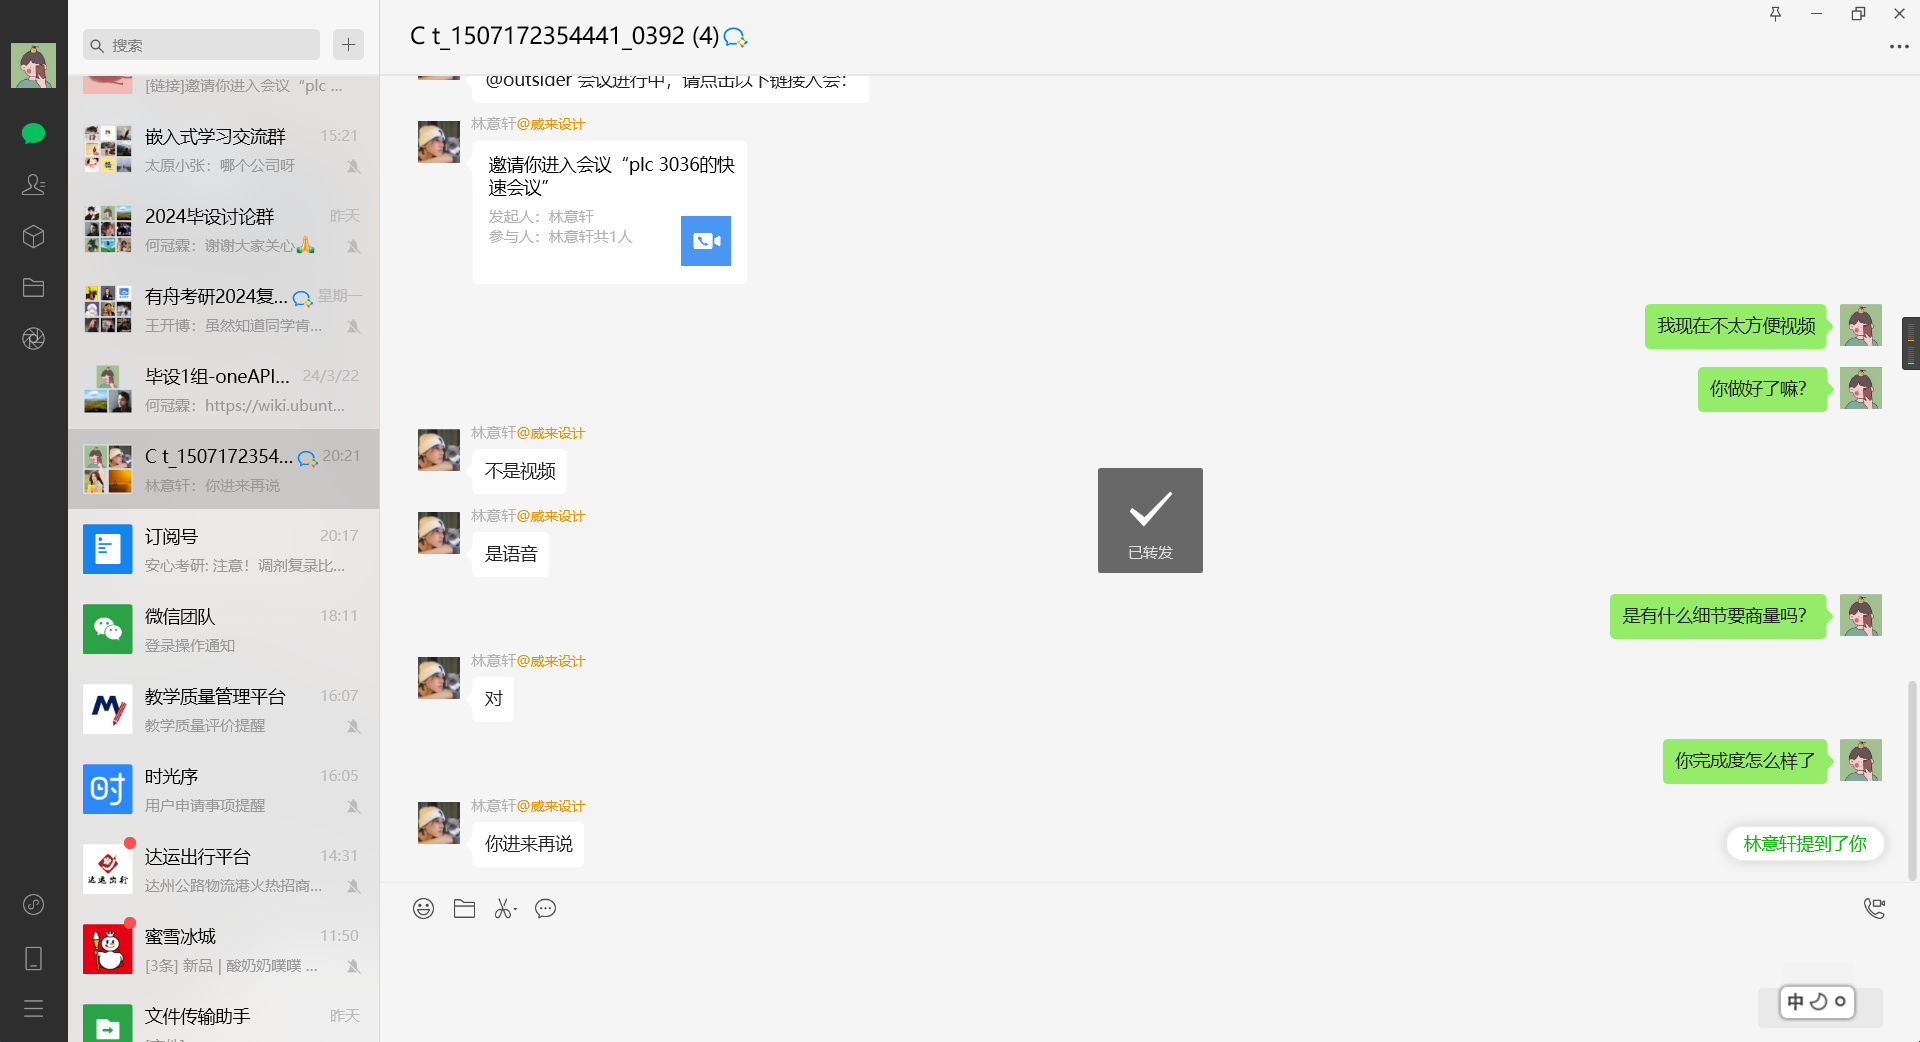 搜索
[链接]邀请你进入会议“plc ...
嵌入式学习交流群
15:21
太原小张：哪个公司呀
2024毕设讨论群
昨天
何冠霖：谢谢大家关心🙏
有舟考研2024复...
星期一
王开博：虽然知道同学肯...
毕设1组-oneAPI...
24/3/22
何冠霖：https://wiki.ubunt...
C t_1507172354...
20:21
林意轩：你进来再说
订阅号
20:17
安心考研: 注意！调剂复录比...
微信团队
18:11
登录操作通知
教学质量管理平台
16:07
教学质量评价提醒
时
时光序
16:05
用户申请事项提醒
达运出行
达运出行平台
14:31
达州公路物流港火热招商...
蜜雪冰城
11:50
[3条] 新品 | 酸奶奶噗噗 ...
文件传输助手
昨天
C t_1507172354441_0392 (4)
@outsider 会议进行中，请点击以下链接入会：
林意轩@威来设计
邀请你进入会议“plc 3036的快
速会议”
发起人：林意轩
参与人：林意轩共1人
我现在不太方便视频
你做好了嘛？
林意轩@威来设计
不是视频
林意轩@威来设计
是语音
已转发
是有什么细节要商量吗？
林意轩@威来设计
对
你完成度怎么样了
林意轩@威来设计
你进来再说
林意轩提到了你
中